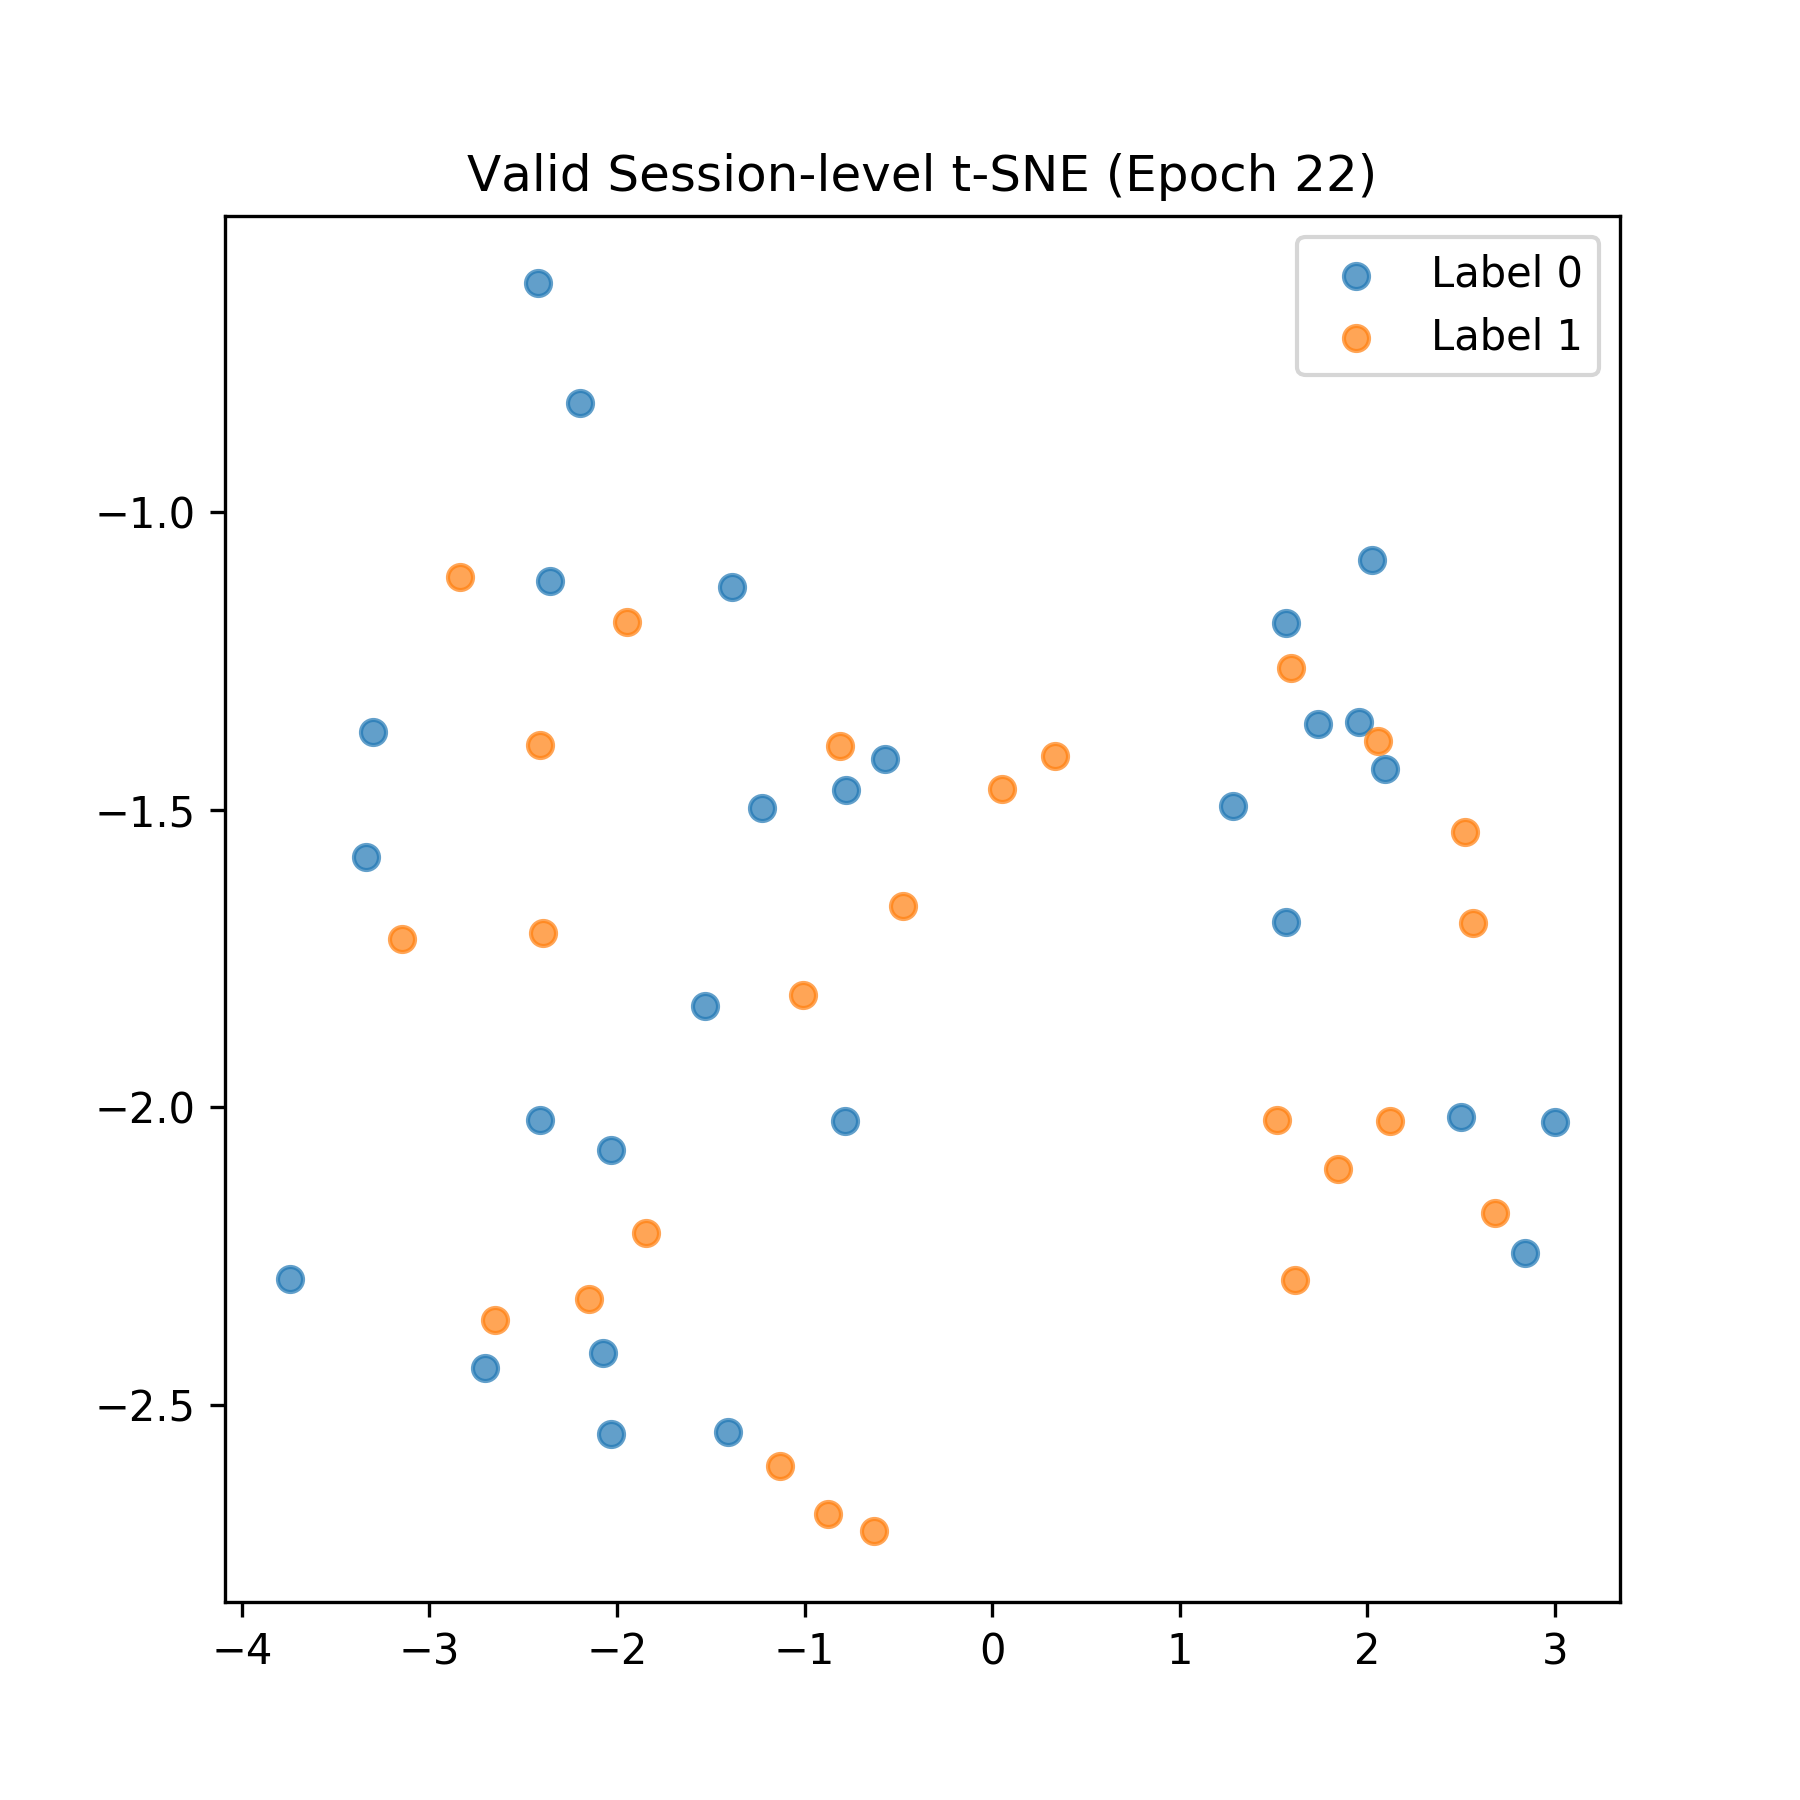 Valid Session-level t-SNE (Epoch 22)
Label 0
Label 1
−1.0
−1.5
−2.0
−2.5
−4 −3 −2 −1 0 1 2 3